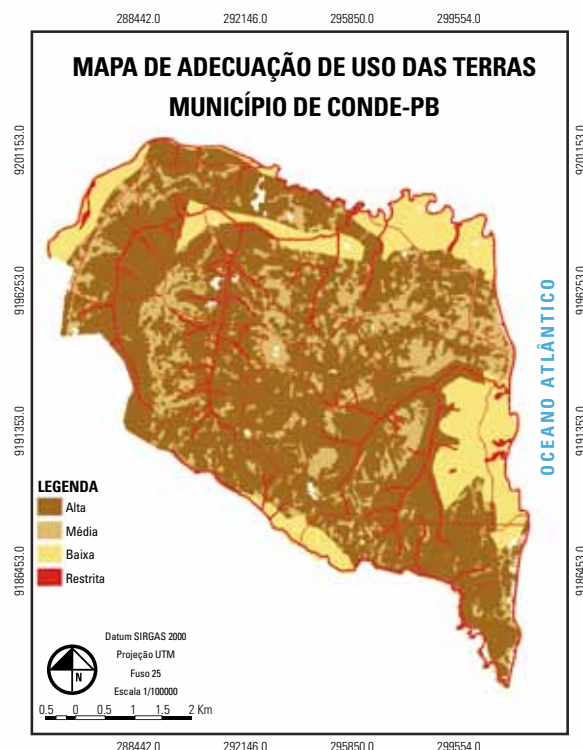 288442.0 292146.0 295850.0 299554.0
MAPA DE ADECUAÇÃO DE USO DAS TERRAS
MUNICÍPIO DE CONDE-PB
9201153.0
9201153.0
9196253.0
9196253.0
OCEANO ATLÂNTICO
9191353.0
9191353.0
LEGENDA
Alta
Média
Baixa
Restrita
9186453.0
9186453.0
Datum SIRGAS 2000
Projeção UTM
Fuso 25
Escala 1/100000
N
0.5 0 0.5 1 1.5 2 Km
288442.0 292146.0 295850.0 299554.0